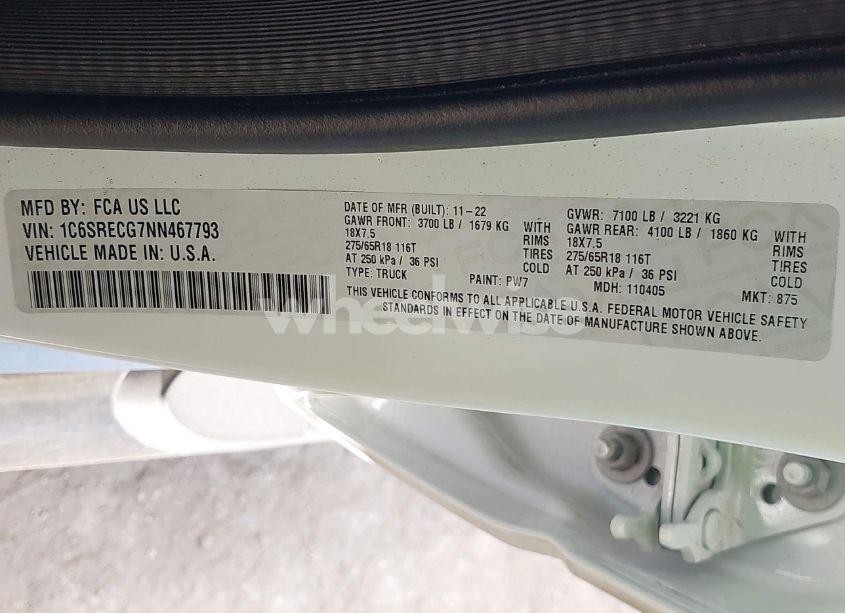 MFD BY: FCA US LLC
VIN: 1C6SRECG7NN467793
VEHICLE MADE IN: U.S.A.
DATE OF MFR (BUILT): 11-22
GAWR FRONT: 3700 LB / 1679 KG WITH
18X7.5 RIMS
275/65R18 116T TIRES
AT 250 kPa / 36 PSI COLD
TYPE: TRUCK PAINT: PW7
GVWR: 7100 LB / 3221 KG
GAWR REAR: 4100 LB / 1860 KG WITH
18X7.5 RIMS
275/65R18 116T TIRES
AT 250 kPa / 36 PSI COLD
MDH: 110405 MKT: 875
THIS VEHICLE CONFORMS TO ALL APPLICABLE U.S.A. FEDERAL MOTOR VEHICLE SAFETY
STANDARDS IN EFFECT ON THE DATE OF MANUFACTURE SHOWN ABOVE.